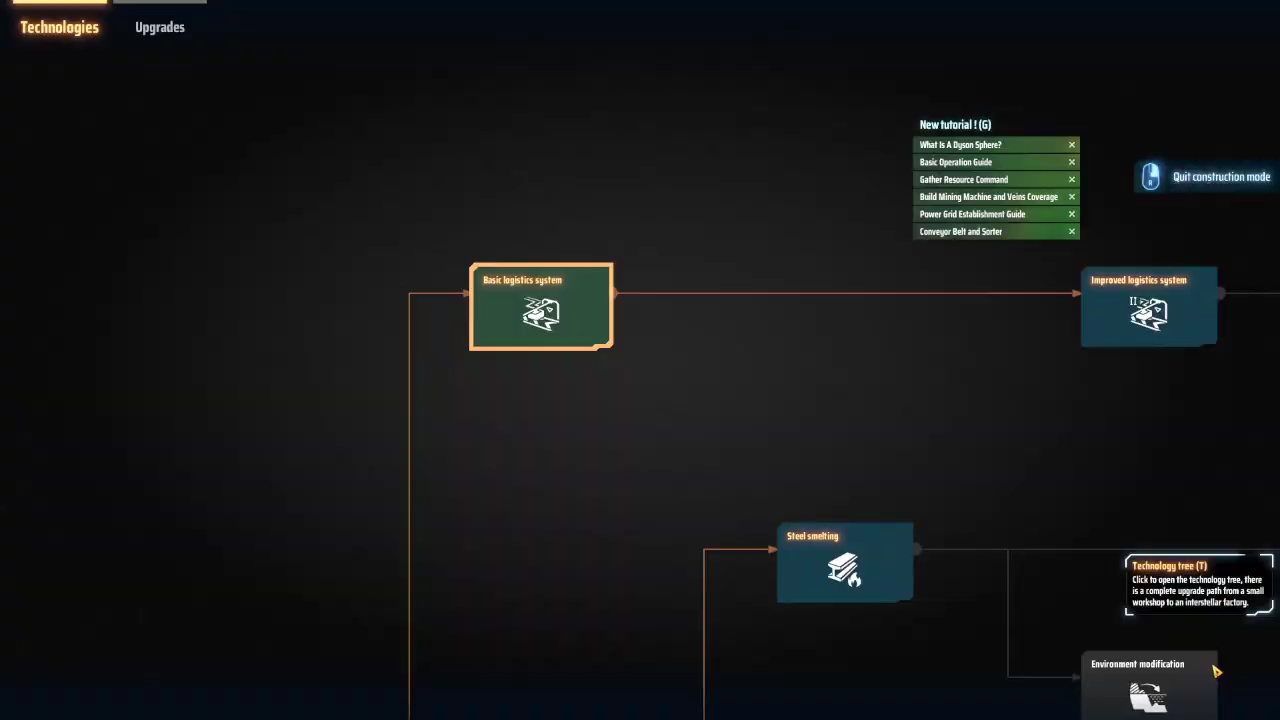 Technologies
Upgrades
New tutorial ! (G)
What Is A Dyson Sphere?
Basic Operation Guide
Gather Resource Command
Build Mining Machine and Veins Coverage
Power Grid Establishment Guide
Conveyor Belt and Sorter
Quit construction mode
Basic logistics system
Improved logistics system
II
Steel smelting
Technology tree (T)
Click to open the technology tree, there
is a complete upgrade path from a small
workshop to an interstellar factory.
Environment modification